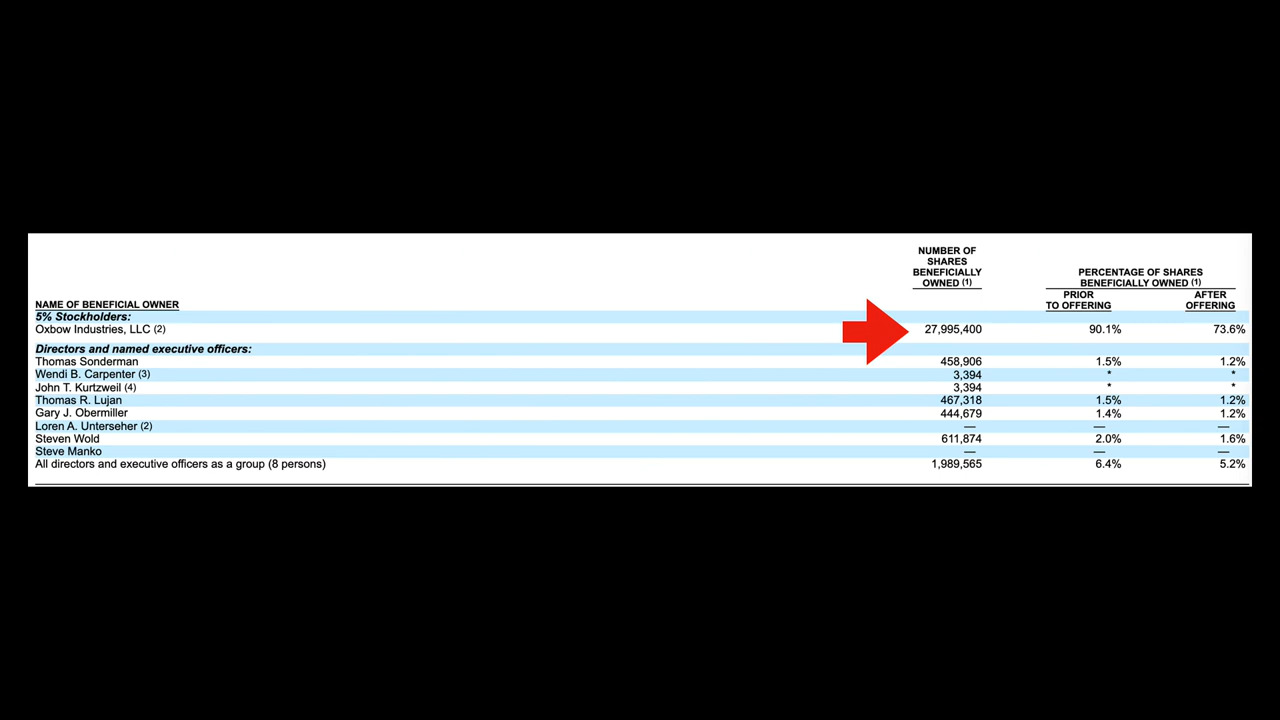 NUMBER OF
SHARES
BENEFICIALLY
OWNED (1)
PERCENTAGE OF SHARES
BENEFICIALLY OWNED (1)
NAME OF BENEFICIAL OWNER
PRIOR
TO OFFERING
AFTER
OFFERING
5% Stockholders:
Oxbow Industries, LLC (2) 27,995,400 90.1% 73.6%
Directors and named executive officers:
Thomas Sonderman 458,906 1.5% 1.2%
Wendi B. Carpenter (3) 3,394 * *
John T. Kurtzweil (4) 3,394 * *
Thomas R. Lujan 467,318 1.5% 1.2%
Gary J. Obermiller 444,679 1.4% 1.2%
Loren A. Unterseher (2) — — —
Steven Wold 611,874 2.0% 1.6%
Steve Manko — — —
All directors and executive officers as a group (8 persons) 1,989,565 6.4% 5.2%